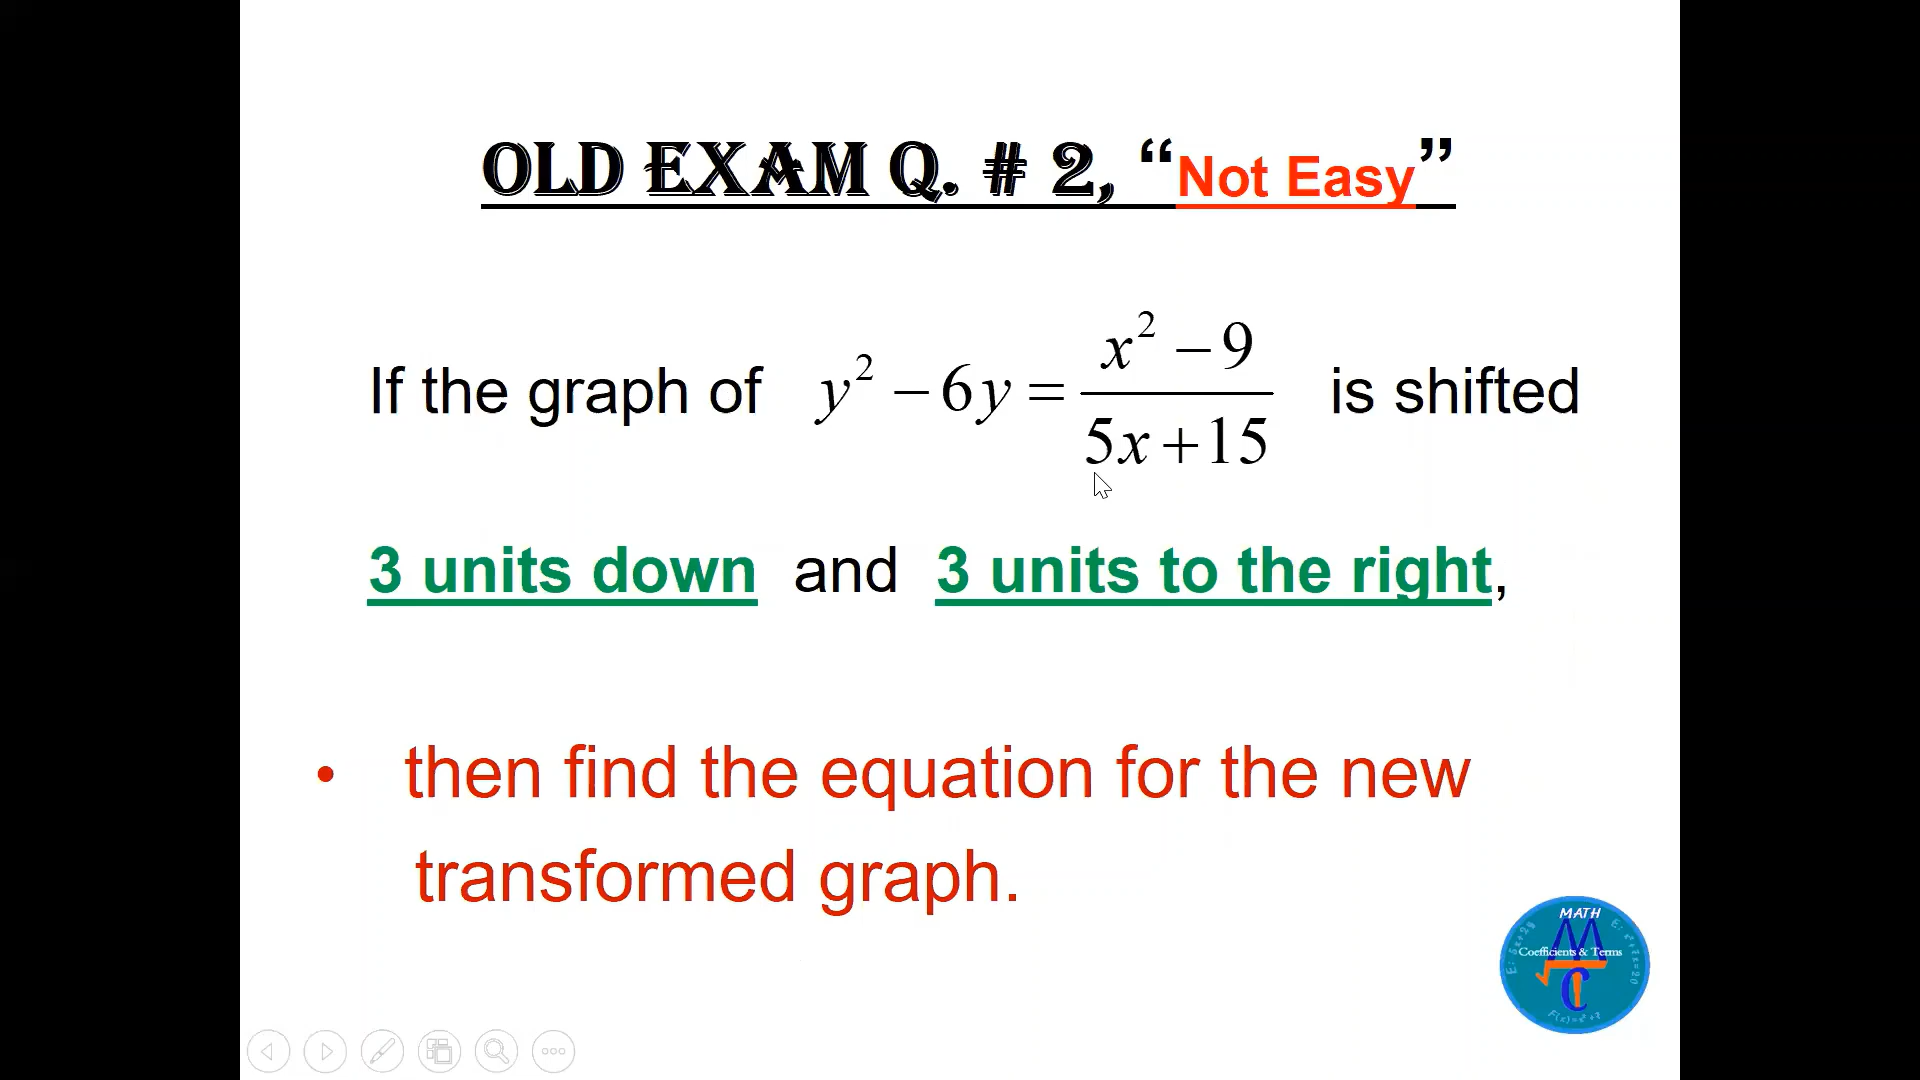 OLD EXAM Q. # 2, “Not Easy”
If the graph of y² − 6y = (x² − 9)/(5x + 15) is shifted
3 units down and 3 units to the right,
• then find the equation for the new
transformed graph.
MATH
Coefficients & Terms